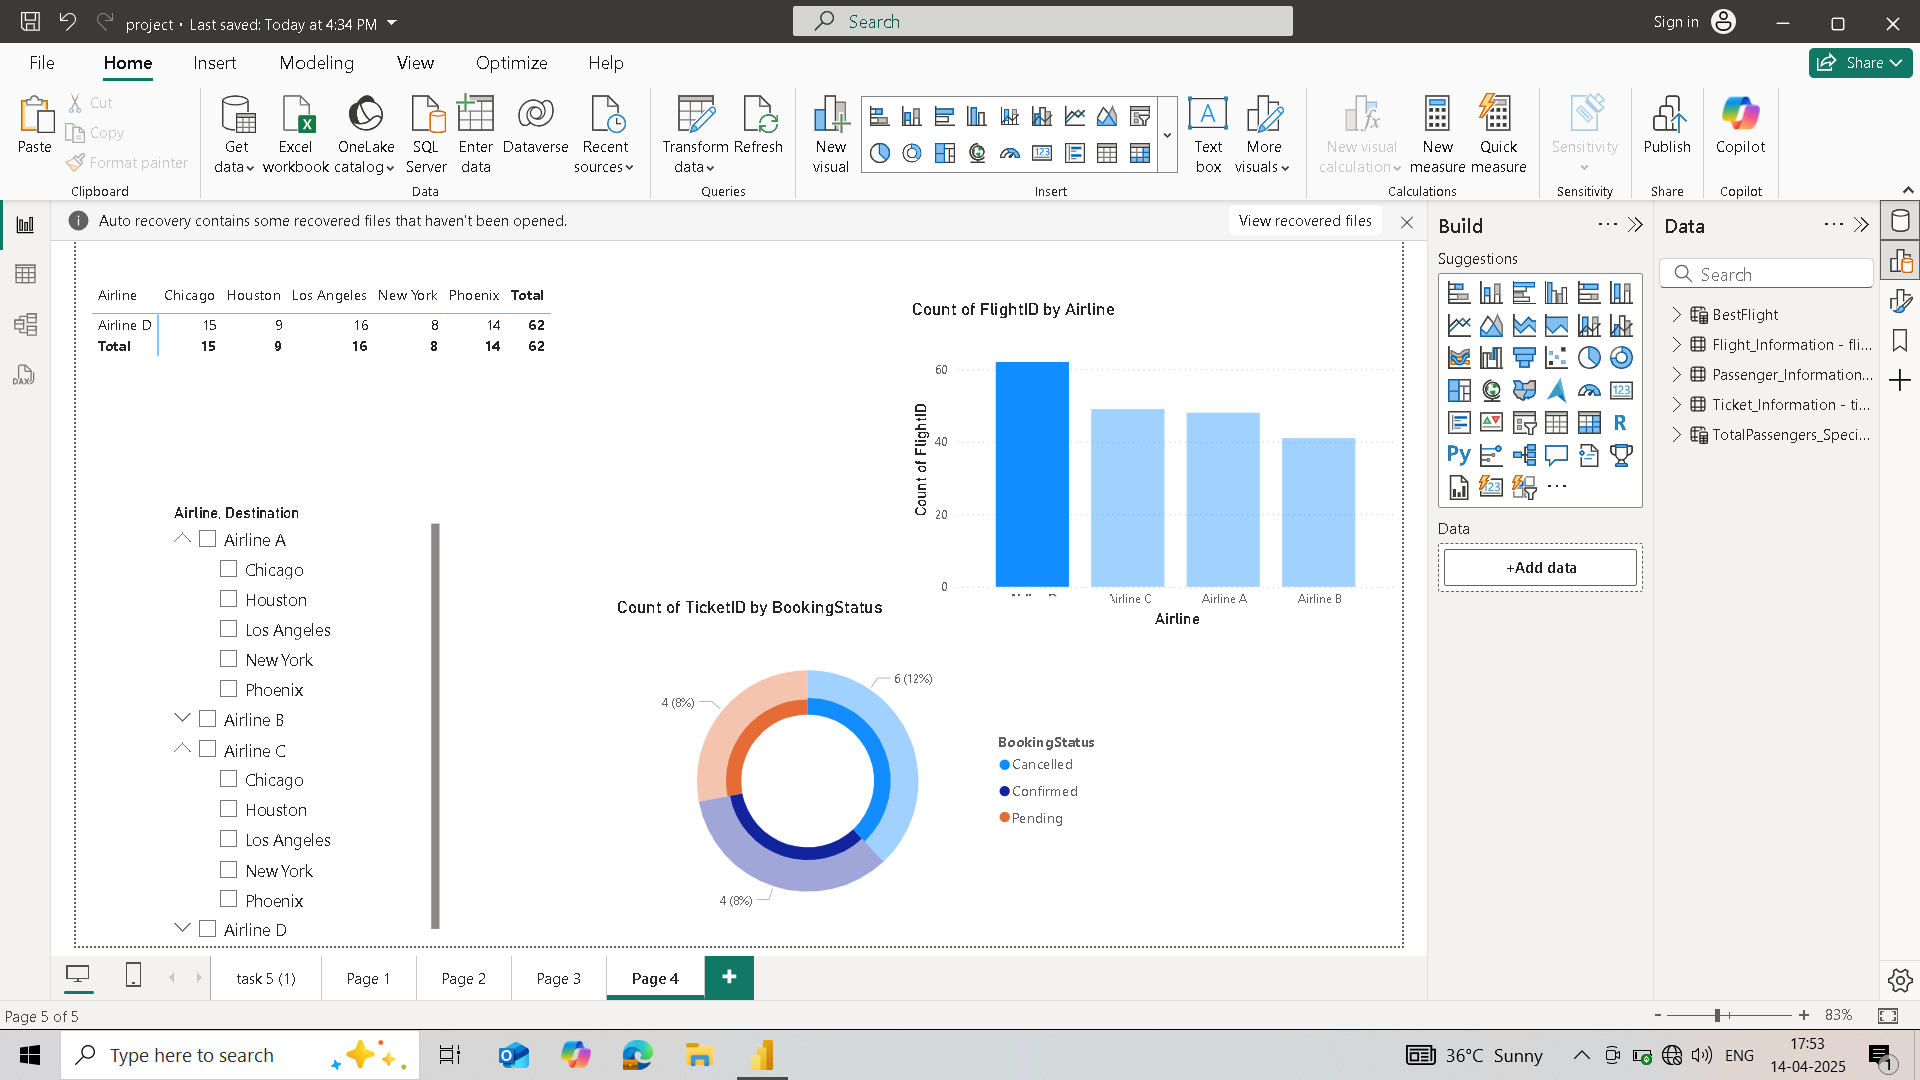 project • Last saved: Today at 4:34 PM
Search
Sign in
File
Home
Insert
Modeling
View
Optimize
Help
Share
Paste
Cut
Copy
Format painter
Clipboard
Get data
Excel workbook
OneLake catalog
SQL Server
Enter data
Dataverse
Recent sources
Data
Transform data
Refresh
Queries
New visual
Text box
More visuals
Insert
New visual calculation
New measure
Quick measure
Calculations
Sensitivity
Sensitivity
Publish
Share
Copilot
Copilot
Auto recovery contains some recovered files that haven't been opened.
View recovered files
Airline Chicago Houston Los Angeles New York Phoenix Total
Airline D 15 9 16 8 14 62
Total 15 9 16 8 14 62
Count of FlightID by Airline
Count of FlightID
60
40
20
0
Airline C
Airline A
Airline B
Airline
Airline, Destination
Airline A
Chicago
Houston
Los Angeles
New York
Phoenix
Airline B
Airline C
Chicago
Houston
Los Angeles
New York
Phoenix
Airline D
Count of TicketID by BookingStatus
6 (12%)
4 (8%)
4 (8%)
BookingStatus
Cancelled
Confirmed
Pending
Build
Suggestions
123
R
Py
123
Data
+Add data
Data
Search
BestFlight
Flight_Information - fli...
Passenger_Information...
Ticket_Information - ti...
TotalPassengers_Speci...
task 5 (1)
Page 1
Page 2
Page 3
Page 4
Page 5 of 5
83%
Type here to search
36°C Sunny
ENG
17:53
14-04-2025
1